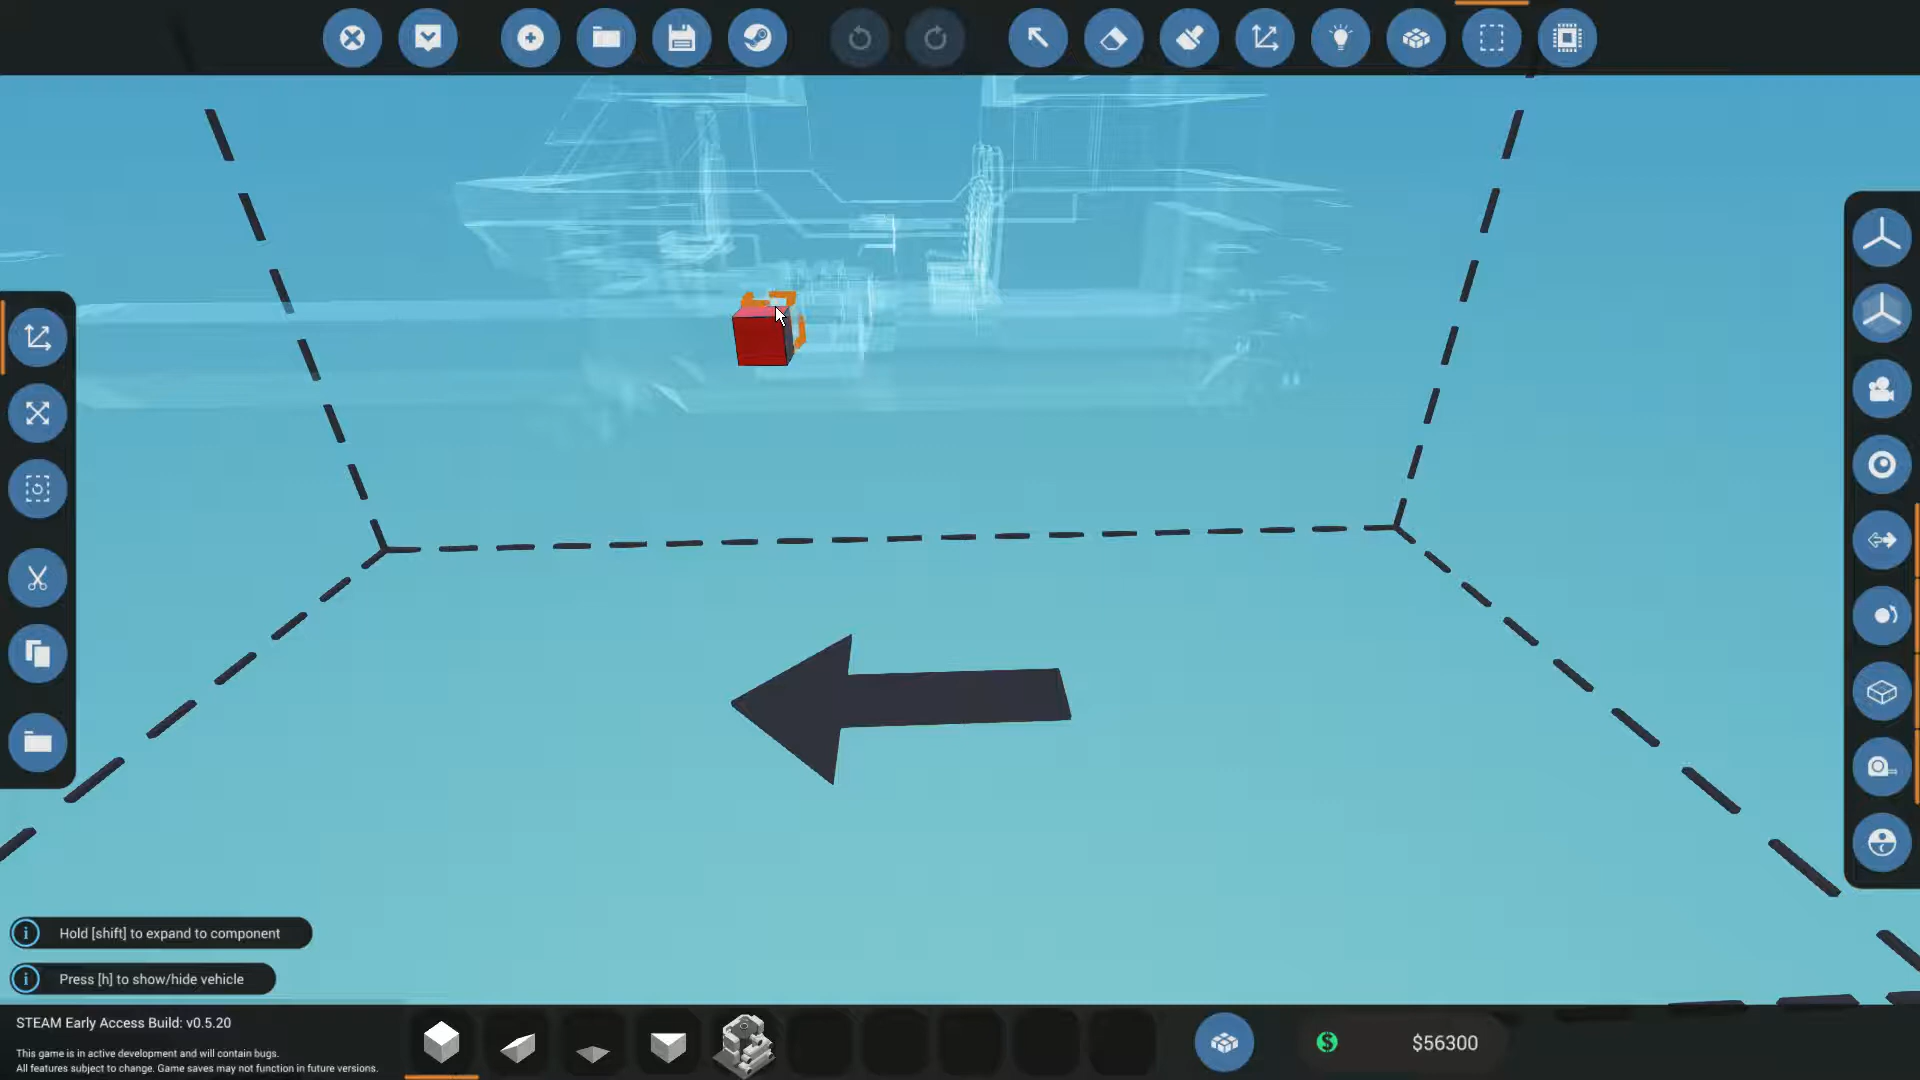 Hold [shift] to expand to component
Press [h] to show/hide vehicle
STEAM Early Access Build: v0.5.20
This game is in active development and will contain bugs.
All features subject to change. Game saves may not function in future versions.
$56300